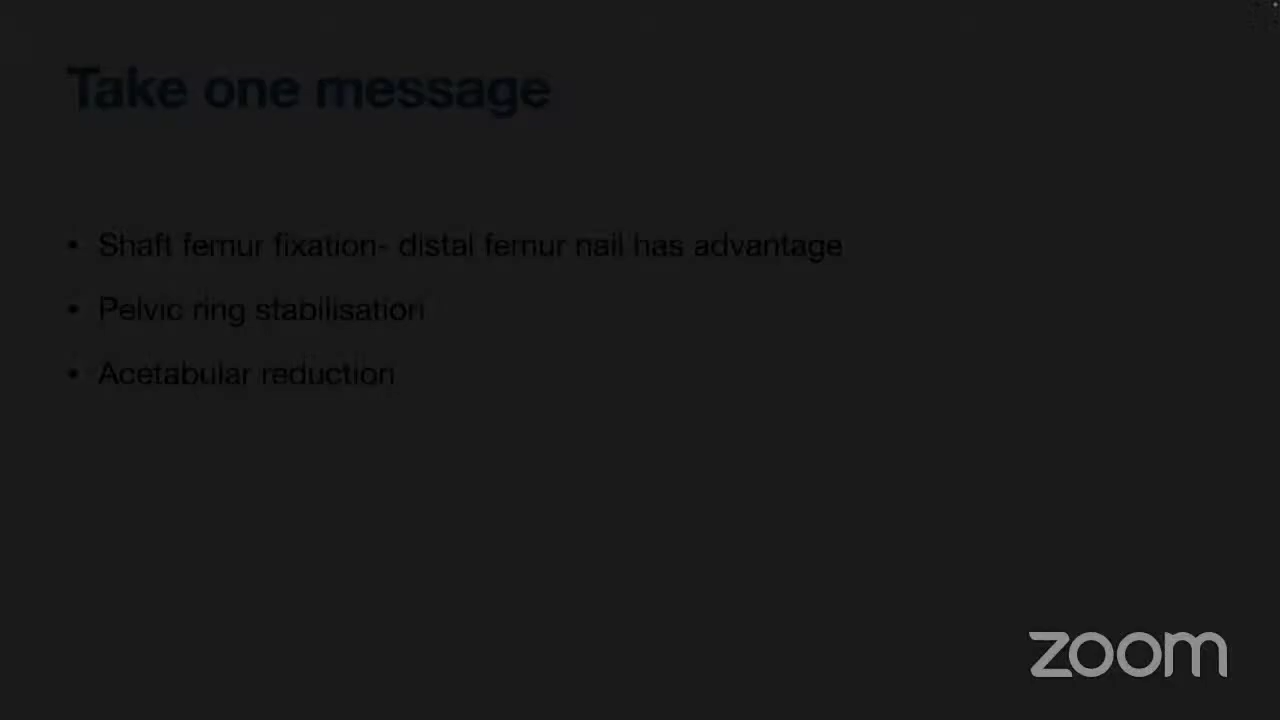 Take one message
• Shaft femur fixation- distal femur nail has advantage
• Pelvic ring stabilisation
• Acetabular reduction
zoom